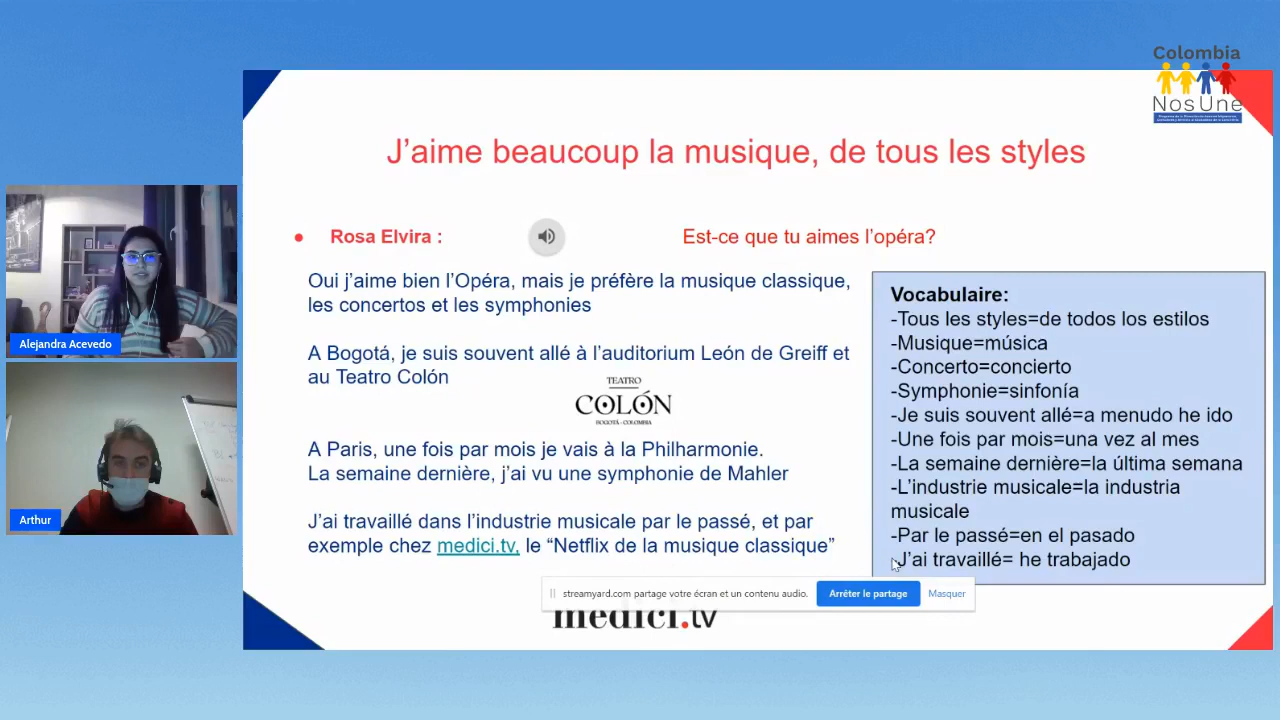 Colombia
NosUne
J'aime beaucoup la musique, de tous les styles
Rosa Elvira :
Est-ce que tu aimes l'opéra?
Oui j'aime bien l'Opéra, mais je préfère la musique classique,
les concertos et les symphonies
A Bogotá, je suis souvent allé à l'auditorium León de Greiff et
au Teatro Colón
TEATRO
COLÓN
BOGOTÁ - COLOMBIA
A Paris, une fois par mois je vais à la Philharmonie.
La semaine dernière, j'ai vu une symphonie de Mahler
J'ai travaillé dans l'industrie musicale par le passé, et par
exemple chez medici.tv, le “Netflix de la musique classique”
Vocabulaire:
-Tous les styles=de todos los estilos
-Musique=música
-Concerto=concierto
-Symphonie=sinfonía
-Je suis souvent allé=a menudo he ido
-Une fois par mois=una vez al mes
-La semaine dernière=la última semana
-L'industrie musicale=la industria
musicale
-Par le passé=en el pasado
-J'ai travaillé= he trabajado
streamyard.com partage votre écran et un contenu audio.
Arrêter le partage
Masquer
medici.tv
Alejandra Acevedo
Arthur